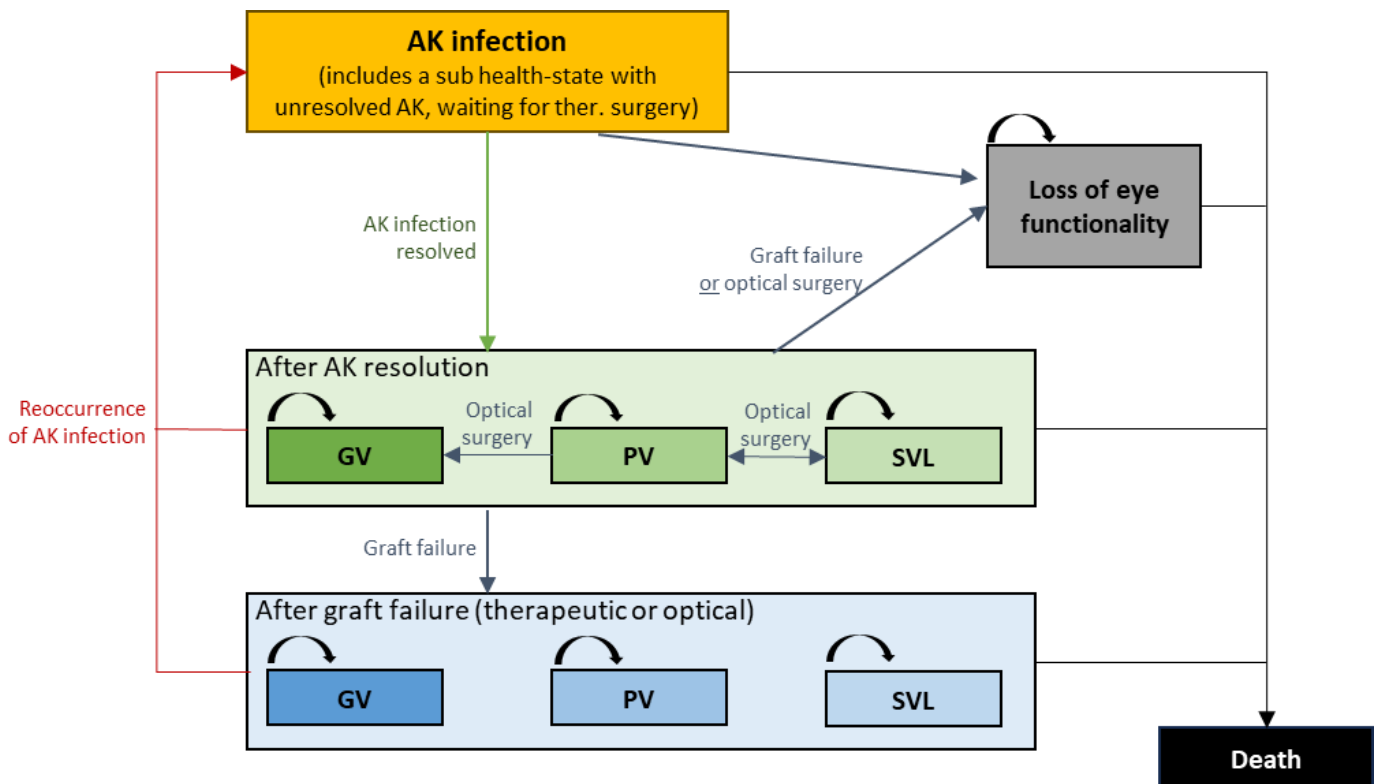 AK infection
(includes a sub health-state with
unresolved AK, waiting for ther. surgery)
Loss of eye
functionality
AK infection
resolved
Graft failure
or optical surgery
After AK resolution
Reoccurrence
of AK infection
Optical
surgery
Optical
surgery
GV
PV
SVL
Graft failure
After graft failure (therapeutic or optical)
GV
PV
SVL
Death